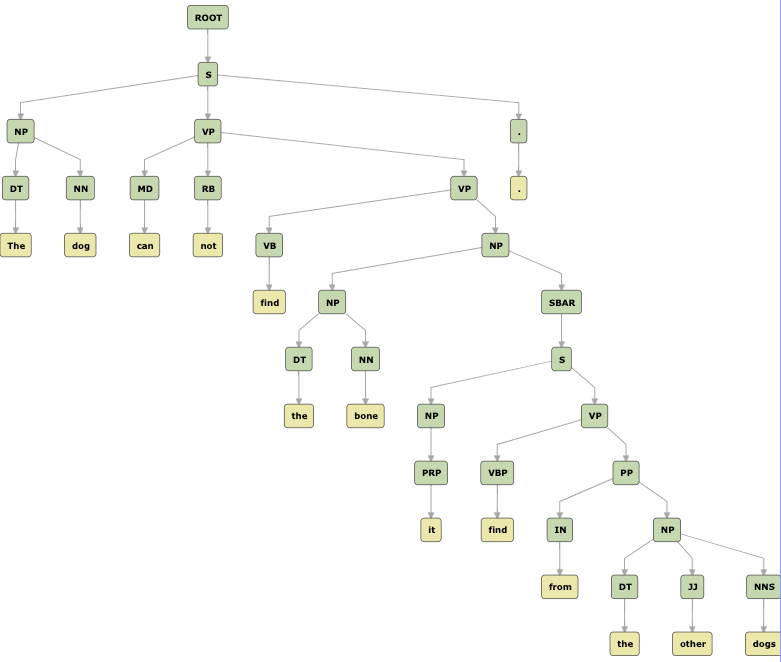 ROOT
S
NP VP .
DT NN MD RB VP .
The dog can not VB NP
find NP SBAR
DT NN S
the bone NP VP
PRP VBP PP
it find IN NP
from DT JJ NNS
the other dogs